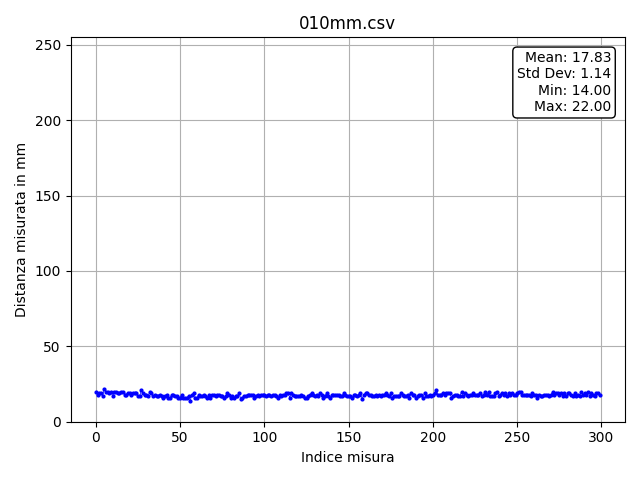 010mm.csv
Mean: 17.83
Std Dev: 1.14
Min: 14.00
Max: 22.00
Distanza misurata in mm
250
200
150
100
50
0
0 50 100 150 200 250 300
Indice misura